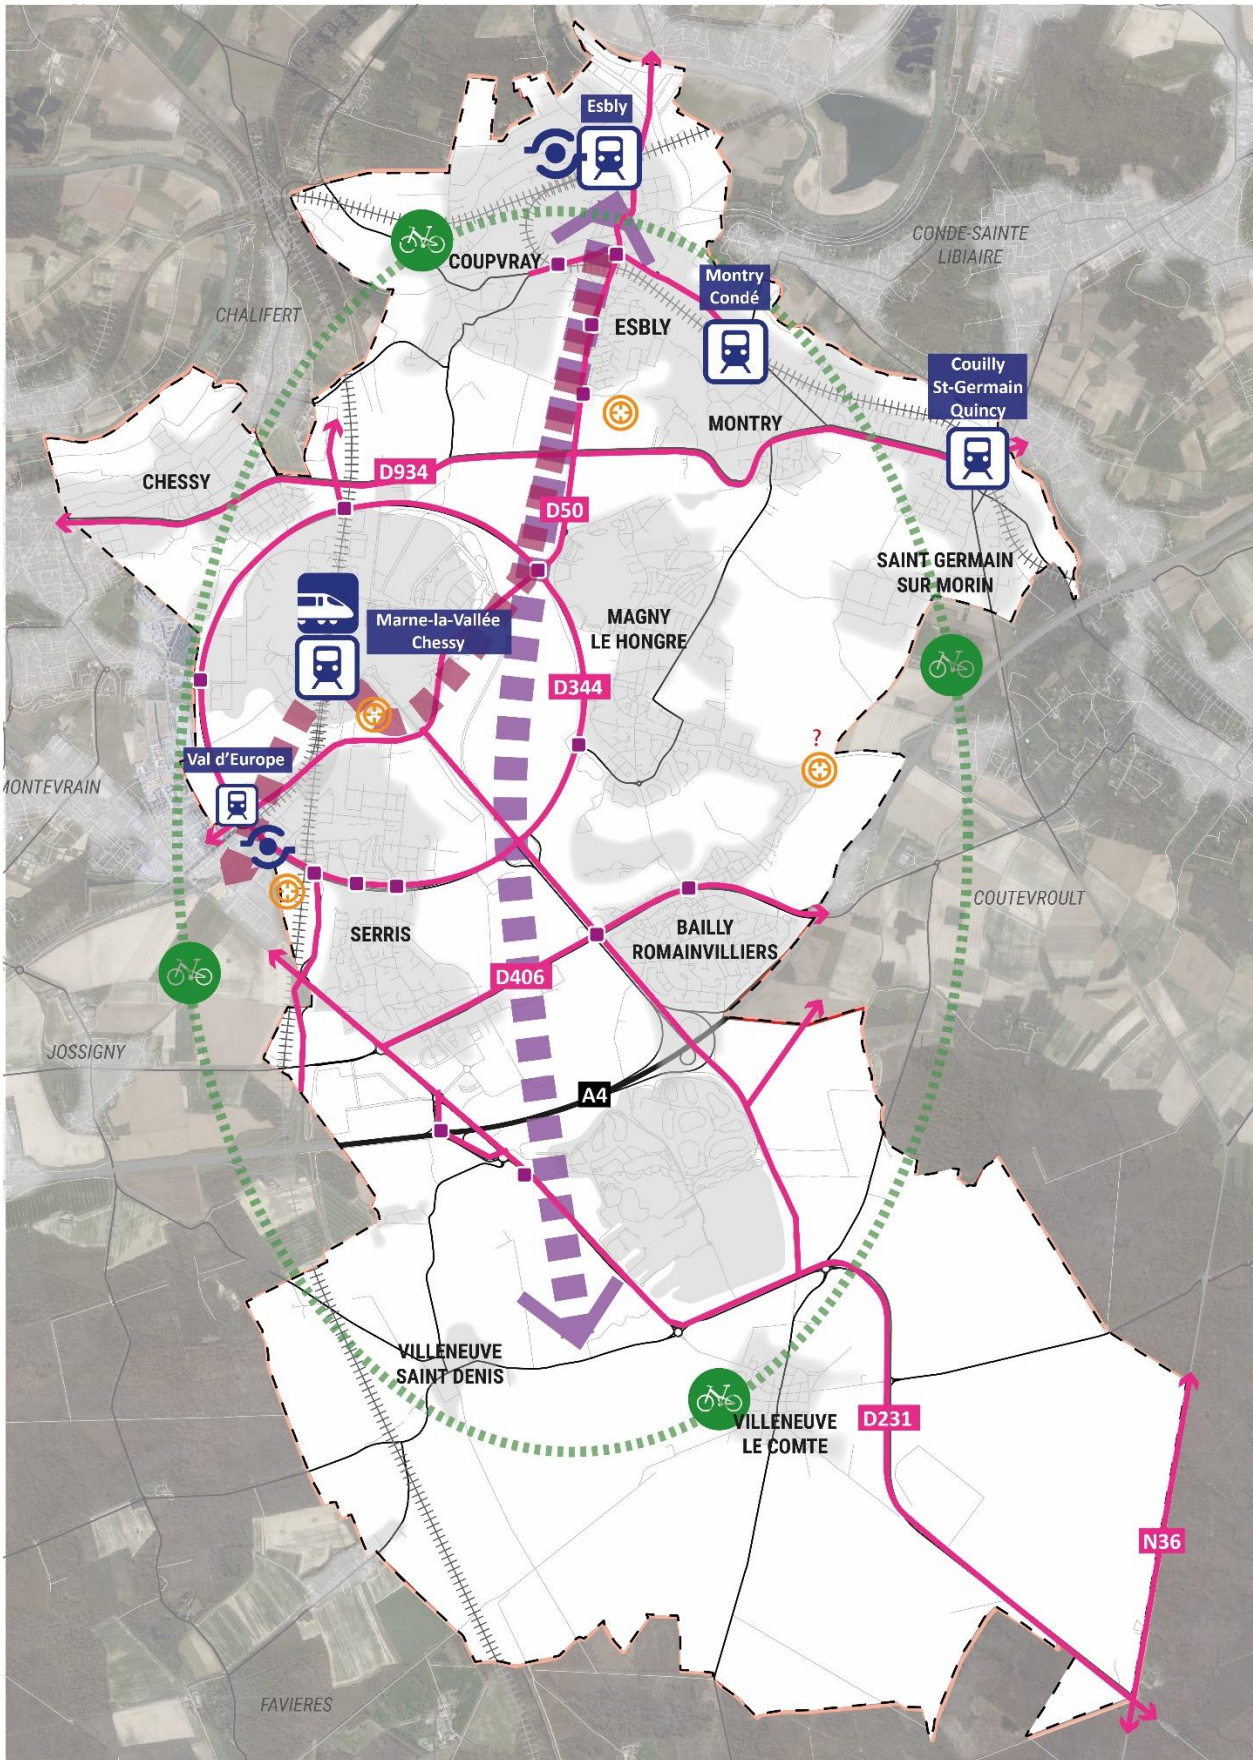 Esbly
CONDE-SAINTE
LIBIAIRE
COUPVRAY
Montry
Condé
CHALIFERT
ESBLY
Couilly
St-Germain
Quincy
MONTRY
CHESSY
D934
D50
SAINT GERMAIN
SUR MORIN
Marne-la-Vallée
Chessy
MAGNY
LE HONGRE
D344
?
Val d'Europe
MONTEVRAIN
COUTEVROULT
SERRIS
BAILLY
ROMAINVILLIERS
D406
JOSSIGNY
A4
VILLENEUVE
SAINT DENIS
VILLENEUVE
LE COMTE
D231
N36
FAVIERES